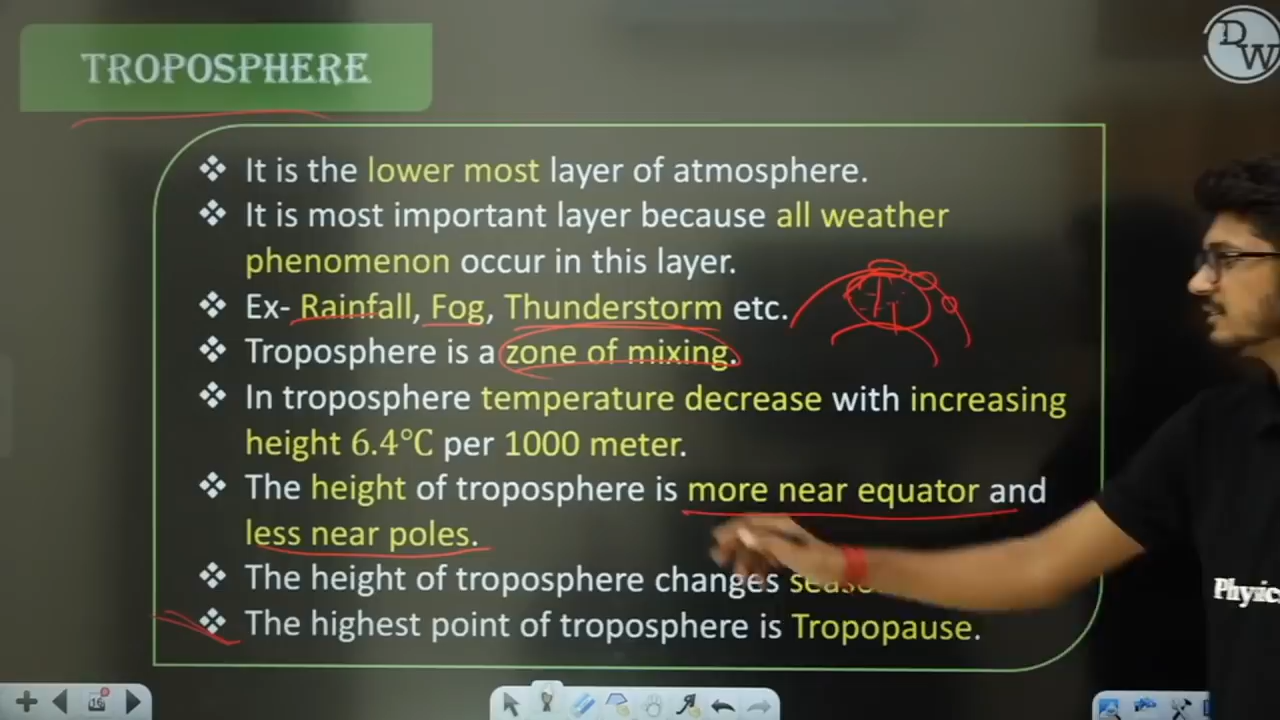 TROPOSPHERE
DW
❖ It is the lower most layer of atmosphere.
❖ It is most important layer because all weather
phenomenon occur in this layer.
❖ Ex- Rainfall, Fog, Thunderstorm etc.
❖ Troposphere is a zone of mixing.
❖ In troposphere temperature decrease with increasing
height 6.4°C per 1000 meter.
❖ The height of troposphere is more near equator and
less near poles.
❖ The height of troposphere changes
❖ The highest point of troposphere is Tropopause.
Physic
16